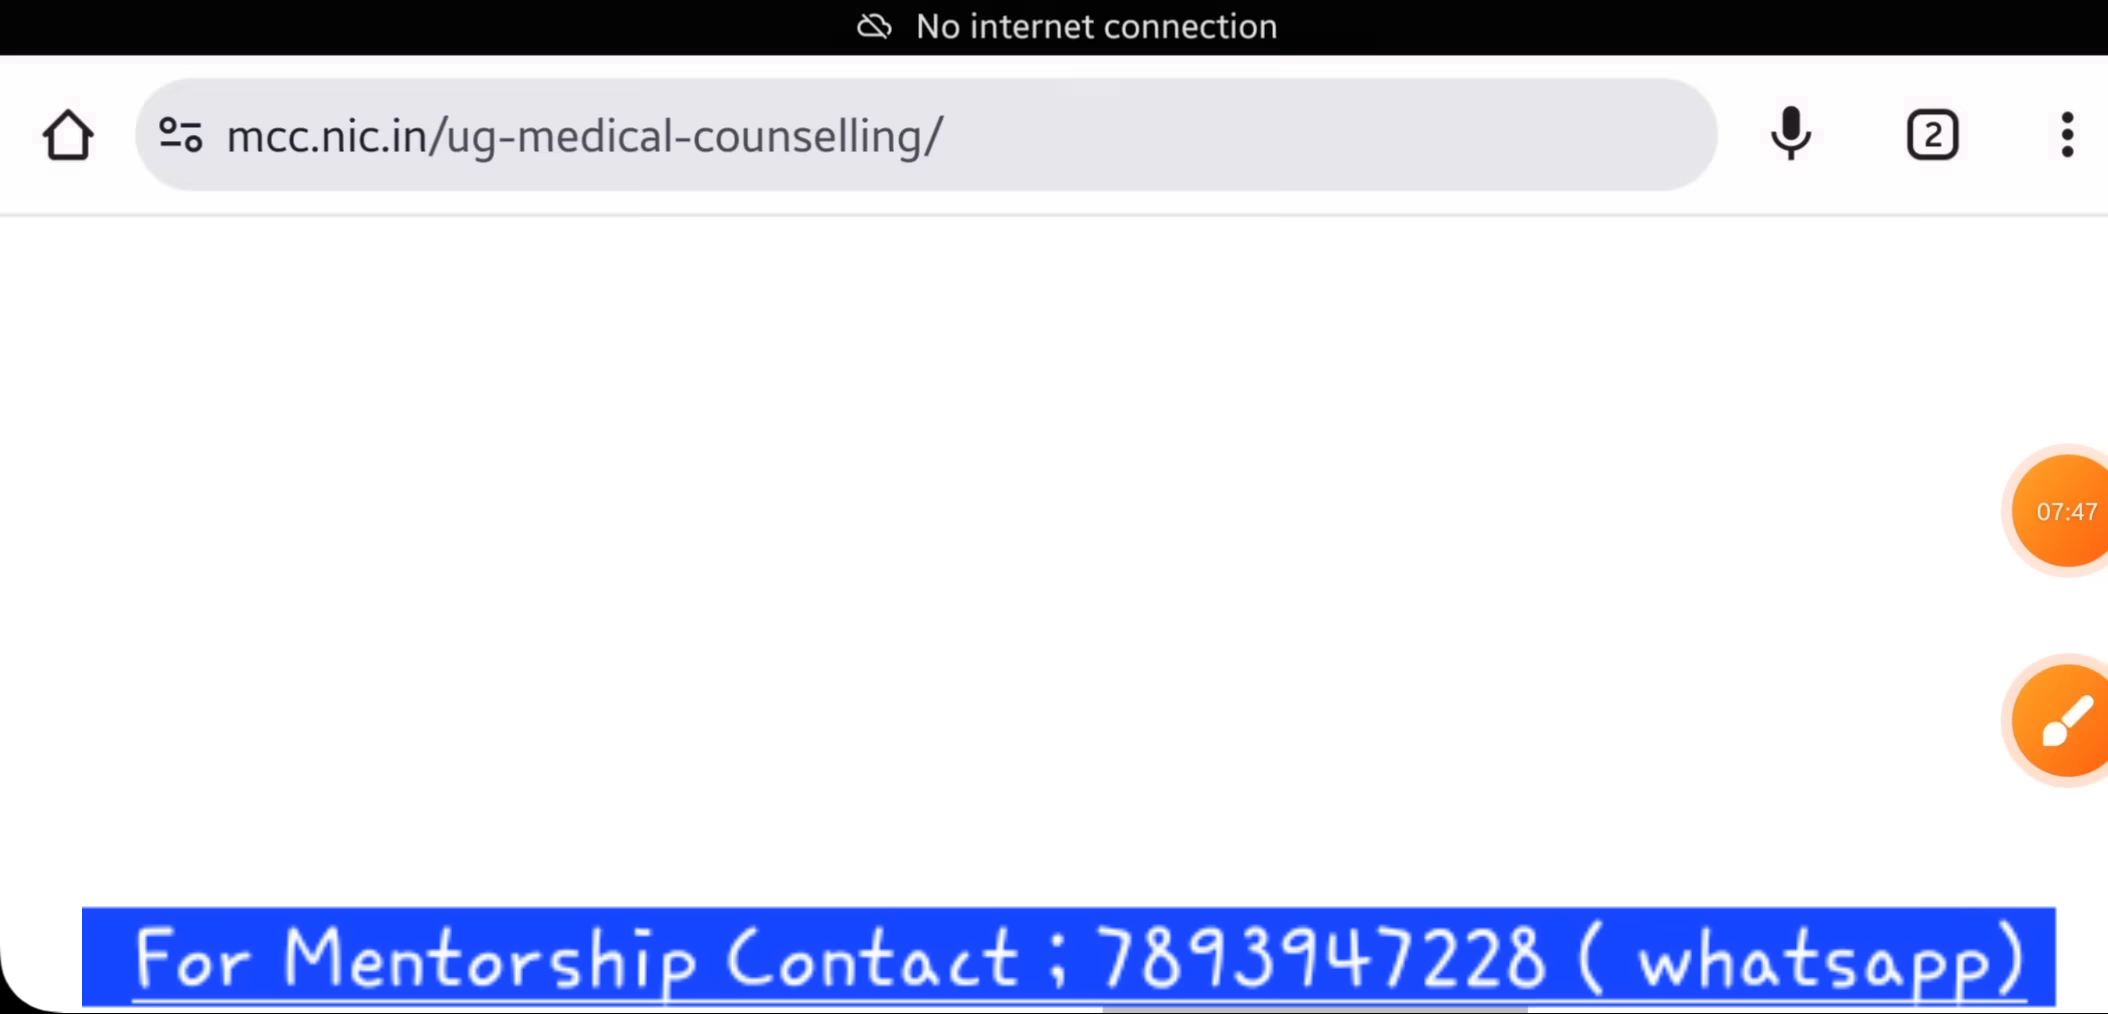 No internet connection
mcc.nic.in/ug-medical-counselling/
2
07:47
For Mentorship Contact ; 7893947228 ( whatsapp)